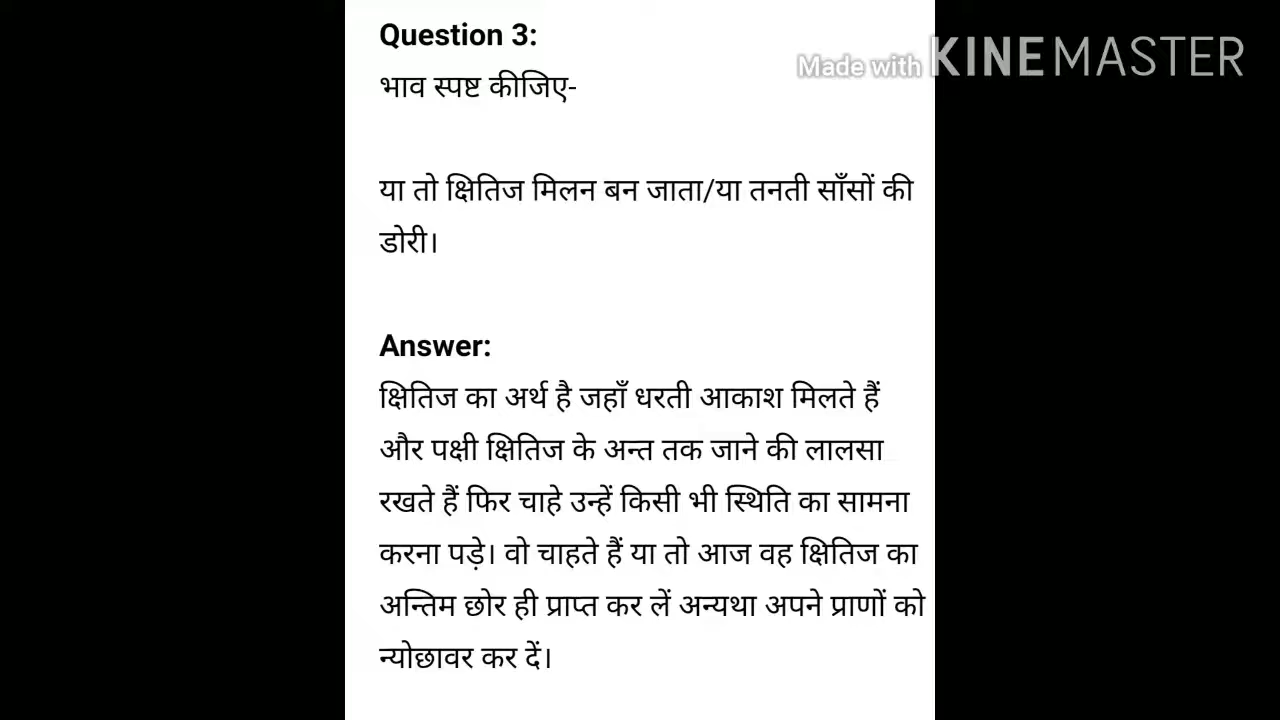 Question 3:
Made with KINEMASTER
भाव स्पष्ट कीजिए-
या तो क्षितिज मिलन बन जाता/या तनती साँसों की
डोरी।
Answer:
क्षितिज का अर्थ है जहाँ धरती आकाश मिलते हैं
और पक्षी क्षितिज के अन्त तक जाने की लालसा
रखते हैं फिर चाहे उन्हें किसी भी स्थिति का सामना
करना पड़े। वो चाहते हैं या तो आज वह क्षितिज का
अन्तिम छोर ही प्राप्त कर लें अन्यथा अपने प्राणों को
न्योछावर कर दें।